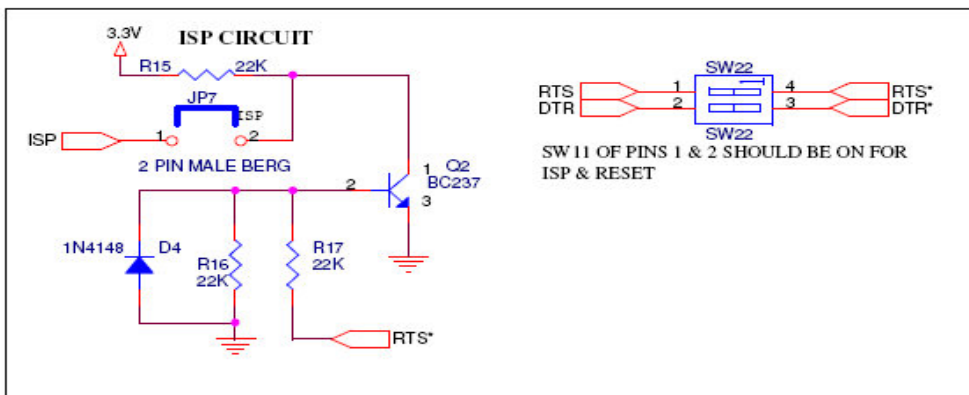 3.3V
ISP CIRCUIT
R15 22K
JP7
ISP
ISP 1 2
2 PIN MALE BERG
Q2
BC237
1
2
3
1N4148 D4
R16
22K
R17
22K
RTS*
SW22
RTS 1 4 RTS*
DTR 2 3 DTR*
SW22
SW11 OF PINS 1 & 2 SHOULD BE ON FOR
ISP & RESET